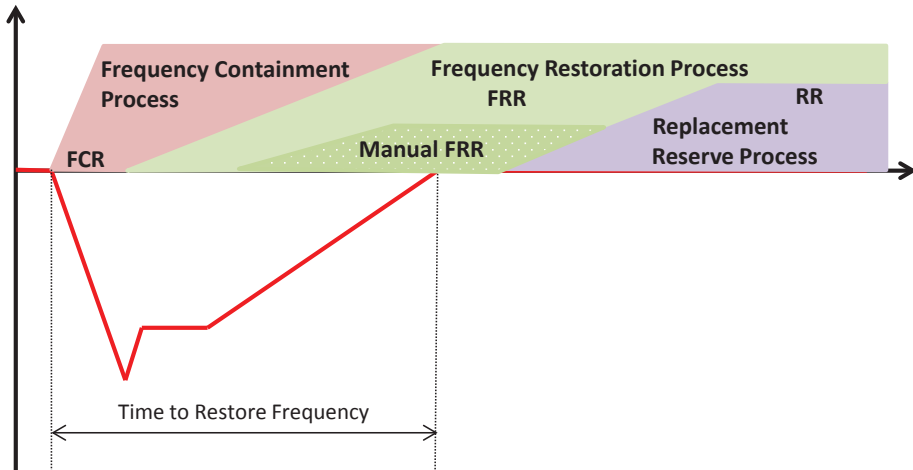 Frequency Containment
Process
Frequency Restoration Process
FRR
RR
Replacement
Reserve Process
Manual FRR
FCR
Time to Restore Frequency